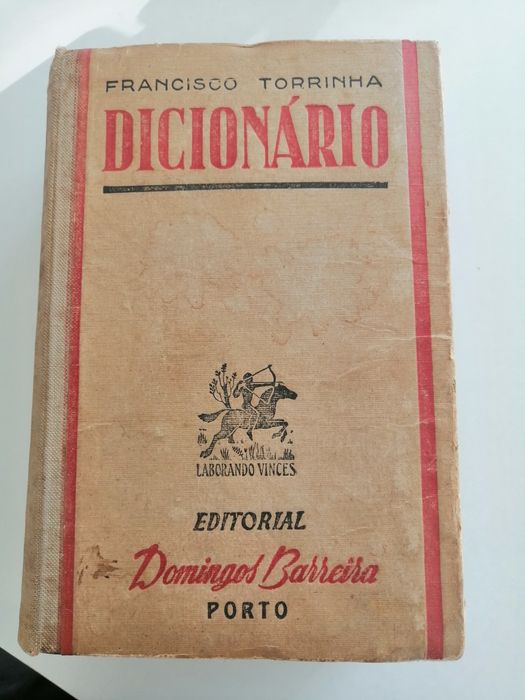 FRANCISCO TORRINHA
DICIONÁRIO
LABORANDO VINCES
EDITORIAL
Domingos Barreira
PORTO